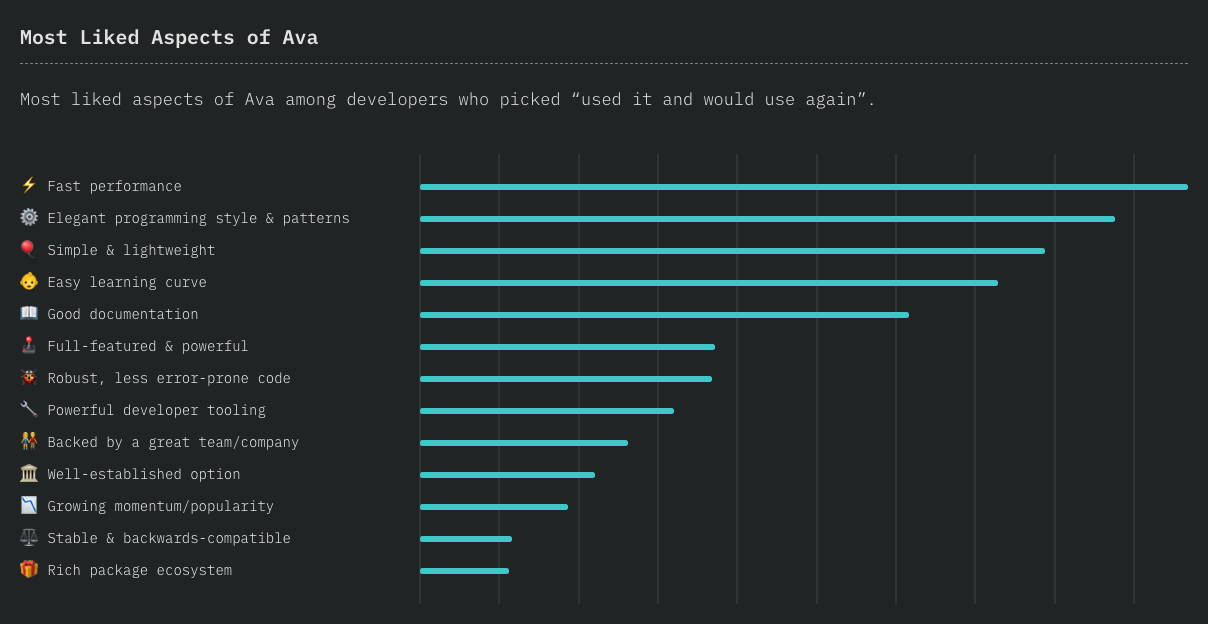 Most Liked Aspects of Ava
Most liked aspects of Ava among developers who picked “used it and would use again”.
Fast performance
Elegant programming style & patterns
Simple & lightweight
Easy learning curve
Good documentation
Full-featured & powerful
Robust, less error-prone code
Powerful developer tooling
Backed by a great team/company
Well-established option
Growing momentum/popularity
Stable & backwards-compatible
Rich package ecosystem